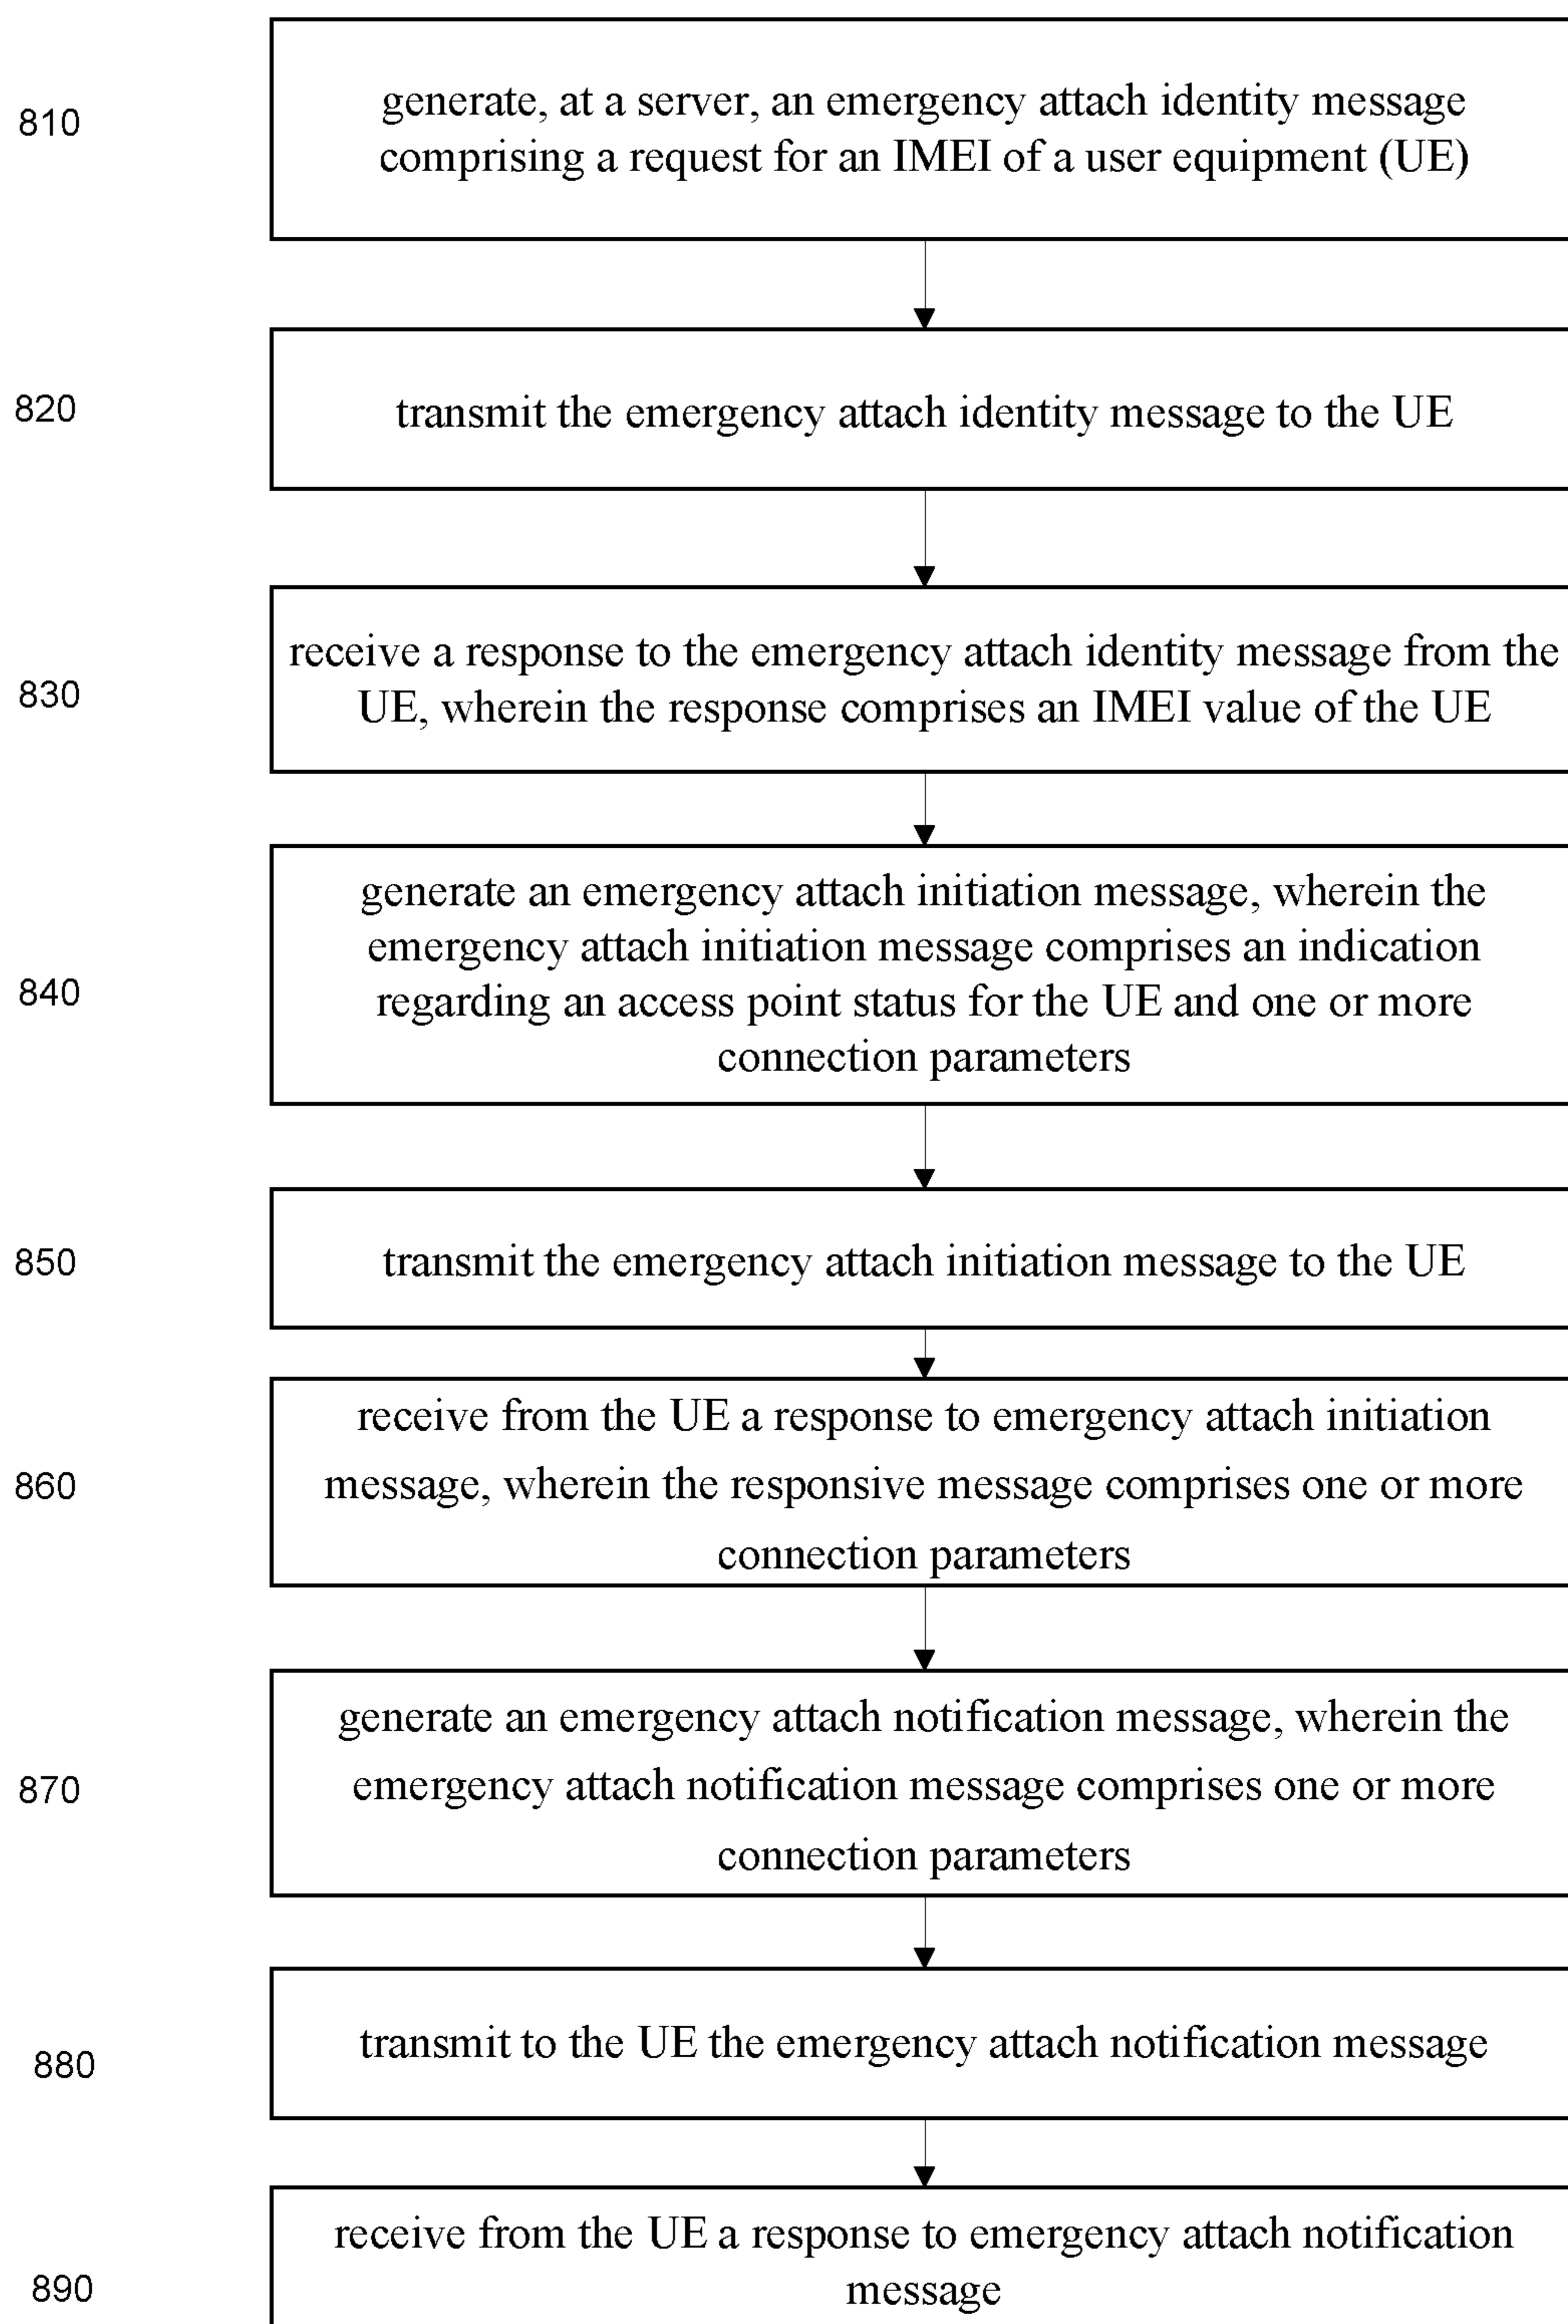 810
generate, at a server, an emergency attach identity message
comprising a request for an IMEI of a user equipment (UE)
820
transmit the emergency attach identity message to the UE
830
receive a response to the emergency attach identity message from the
UE, wherein the response comprises an IMEI value of the UE
840
generate an emergency attach initiation message, wherein the
emergency attach initiation message comprises an indication
regarding an access point status for the UE and one or more
connection parameters
850
transmit the emergency attach initiation message to the UE
860
receive from the UE a response to emergency attach initiation
message, wherein the responsive message comprises one or more
connection parameters
870
generate an emergency attach notification message, wherein the
emergency attach notification message comprises one or more
connection parameters
880
transmit to the UE the emergency attach notification message
890
receive from the UE a response to emergency attach notification
message